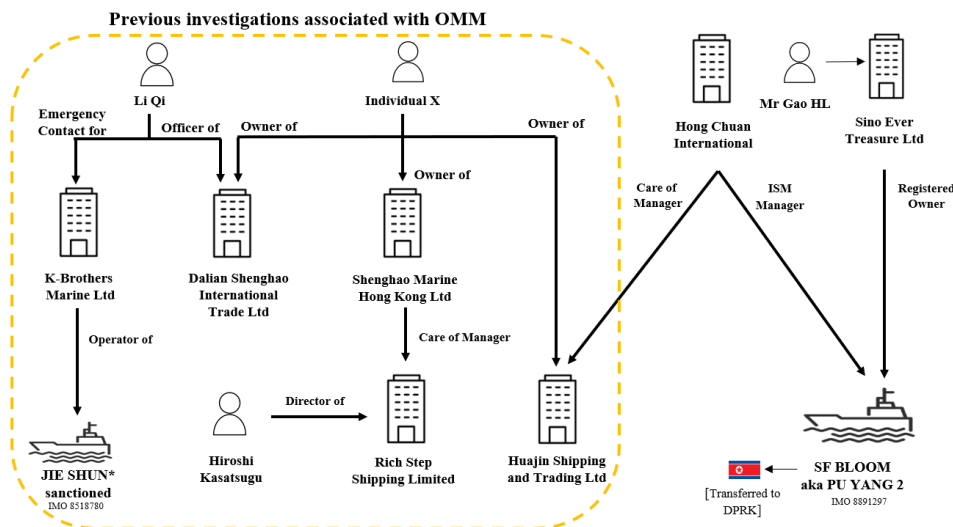 Previous investigations associated with OMM
Li Qi
Individual X
Mr Gao HL
Hong Chuan
International
Sino Ever
Treasure Ltd
Emergency
Contact for
Officer of
Owner of
Owner of
Owner of
Care of
Manager
ISM
Manager
Registered
Owner
K-Brothers
Marine Ltd
Dalian Shenghao
International
Trade Ltd
Shenghao Marine
Hong Kong Ltd
Operator of
Care of Manager
Director of
JIE SHUN*
sanctioned
IMO 8518780
Hiroshi
Kasatsugu
Rich Step
Shipping Limited
Huajin Shipping
and Trading Ltd
[Transferred to
DPRK]
SF BLOOM
aka PU YANG 2
IMO 8891297